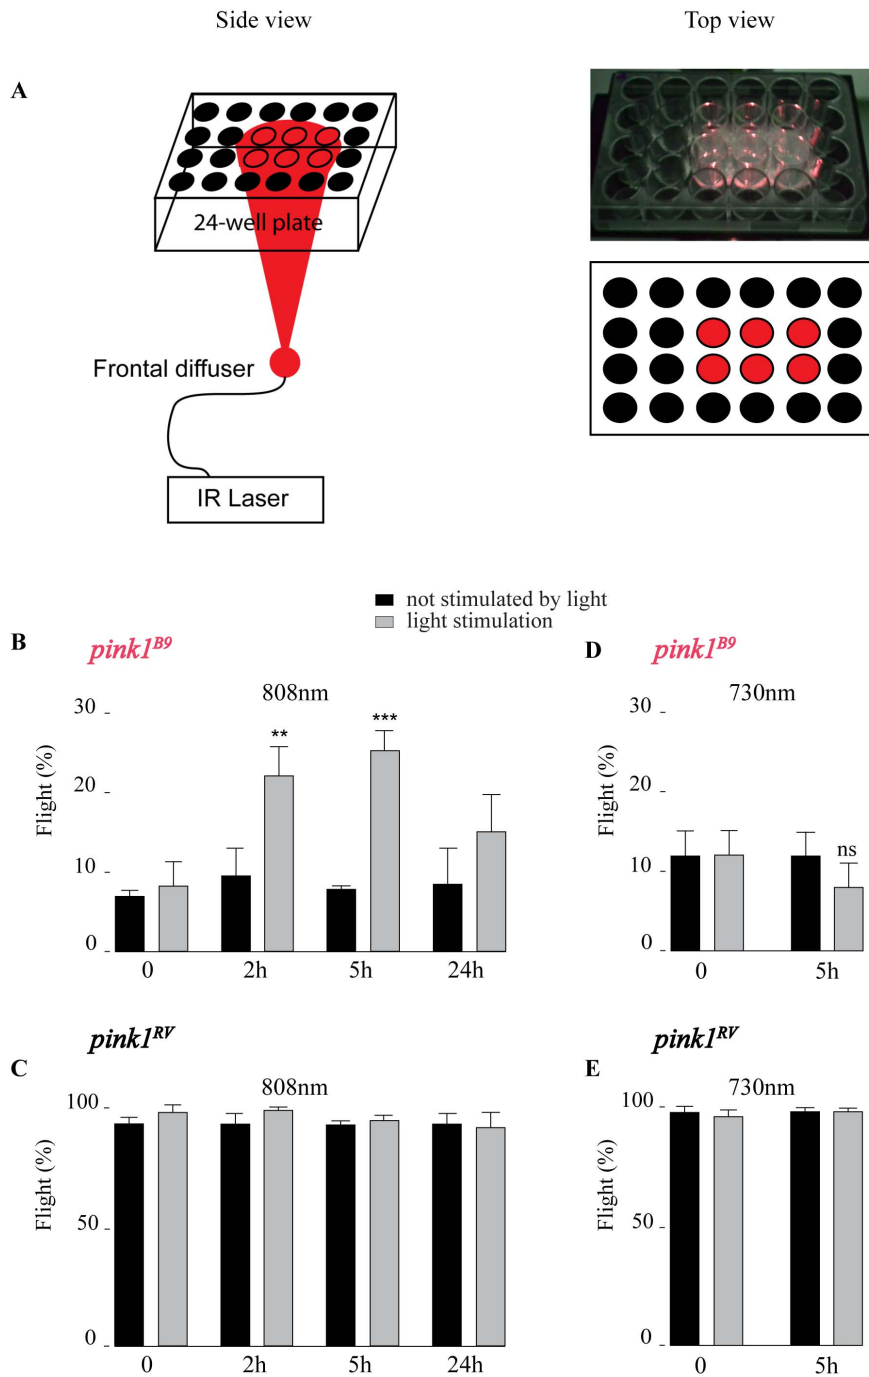 Side view
Top view
A
24-well plate
Frontal diffuser
IR Laser
not stimulated by light
light stimulation
B
pink1B9
808nm
Flight (%)
30
20
10
0
**
***
0 2h 5h 24h
D
pink1B9
730nm
Flight (%)
30
20
10
0
ns
0 5h
C
pink1RV
808nm
Flight (%)
100
50
0
0 2h 5h 24h
E
pink1RV
730nm
Flight (%)
100
50
0
0 5h